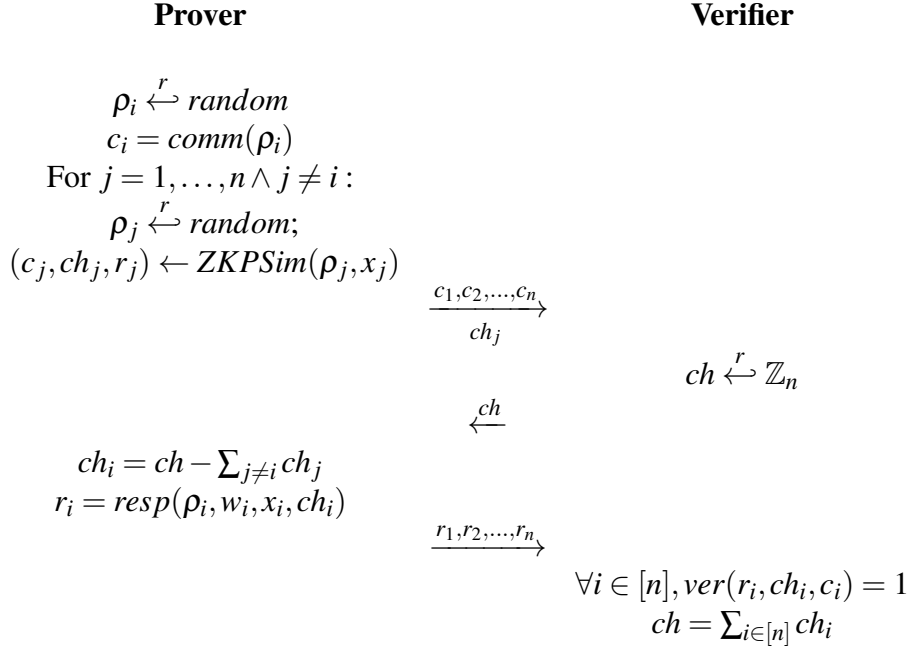 Prover Verifier
ρ_i ↩^r random
c_i = comm(ρ_i)
For j = 1,…,n ∧ j ≠ i :
ρ_j ↩^r random;
(c_j, ch_j, r_j) ← ZKPSim(ρ_j, x_j)
c_1,c_2,...,c_n
ch_j
ch ↩^r ℤ_n
ch
ch_i = ch − ∑_{j≠i} ch_j
r_i = resp(ρ_i, w_i, x_i, ch_i)
r_1,r_2,...,r_n
∀i ∈ [n], ver(r_i, ch_i, c_i) = 1
ch = ∑_{i∈[n]} ch_i